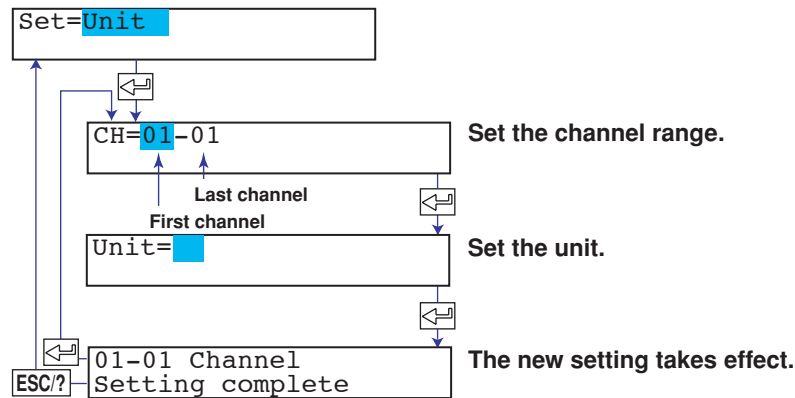 Set=Unit
CH=01-01
Set the channel range.
Last channel
First channel
Unit=
Set the unit.
01-01 Channel
Setting complete
The new setting takes effect.
ESC/?